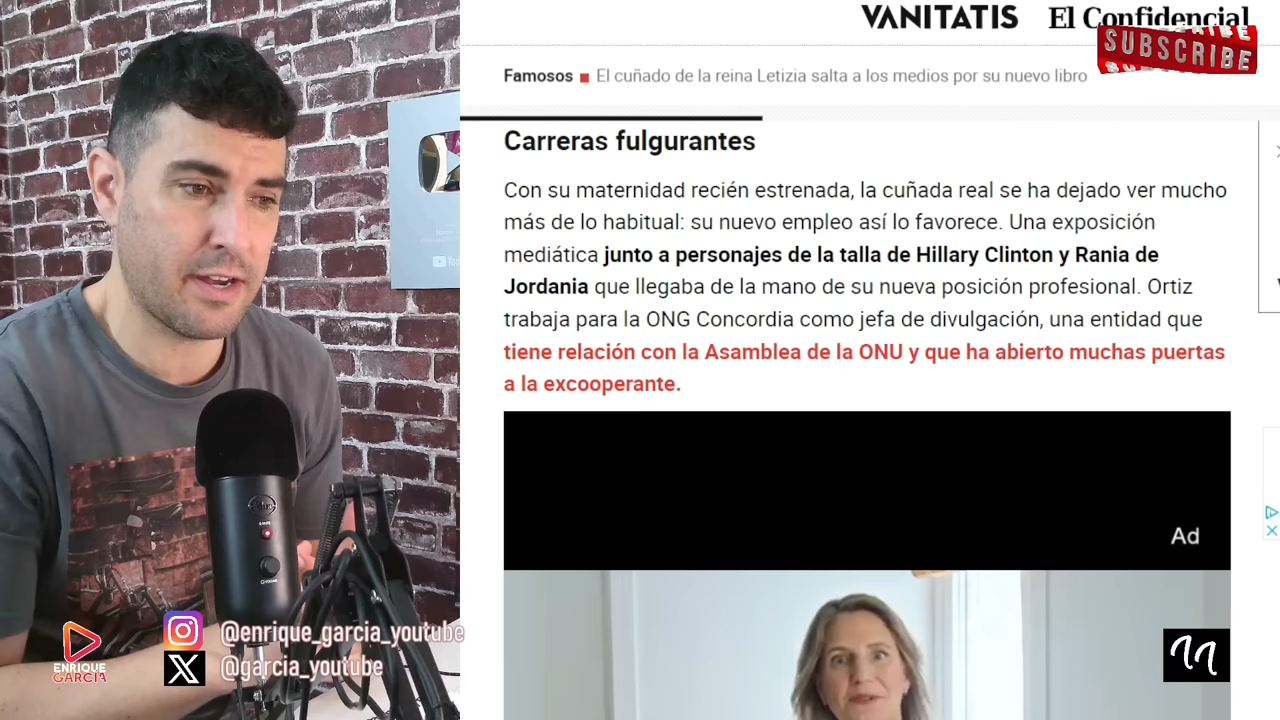 VANITATIS El Confidencial
SUBSCRIBE
Famosos ■ El cuñado de la reina Letizia salta a los medios por su nuevo libro
Carreras fulgurantes
Con su maternidad recién estrenada, la cuñada real se ha dejado ver mucho
más de lo habitual: su nuevo empleo así lo favorece. Una exposición
mediática junto a personajes de la talla de Hillary Clinton y Rania de
Jordania que llegaba de la mano de su nueva posición profesional. Ortiz
trabaja para la ONG Concordia como jefa de divulgación, una entidad que
tiene relación con la Asamblea de la ONU y que ha abierto muchas puertas
a la excooperante.
Ad
@enrique_garcia_youtube
@garcia_youtube
ENRIQUE
GARCIA